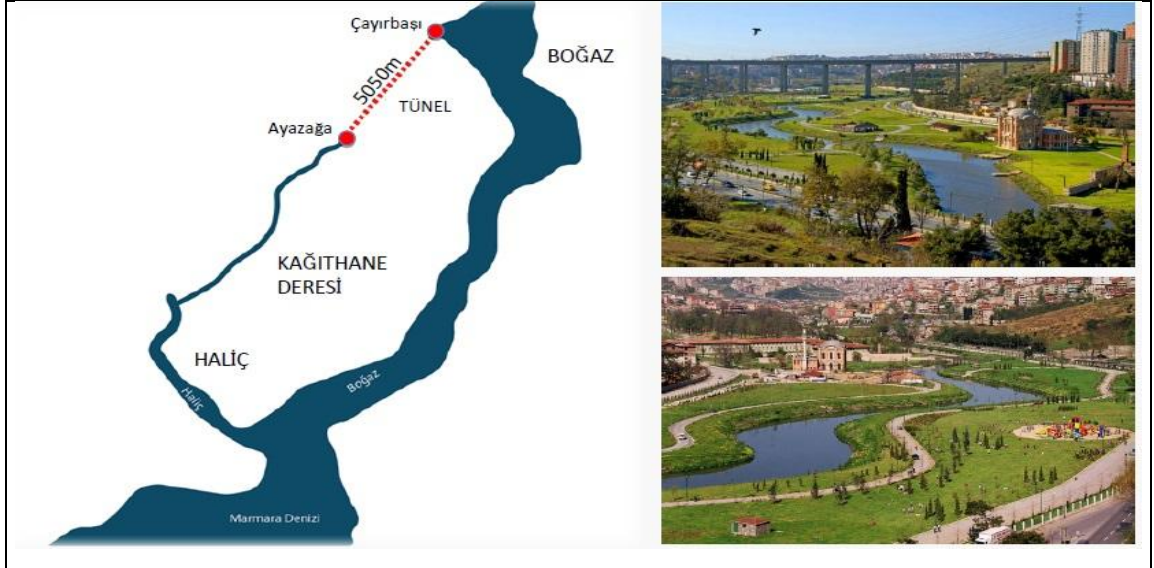 Çayırbaşı
BOĞAZ
5050m
TÜNEL
Ayazağa
KAĞITHANE
DERESİ
HALİÇ
Haliç
Boğaz
Marmara Denizi